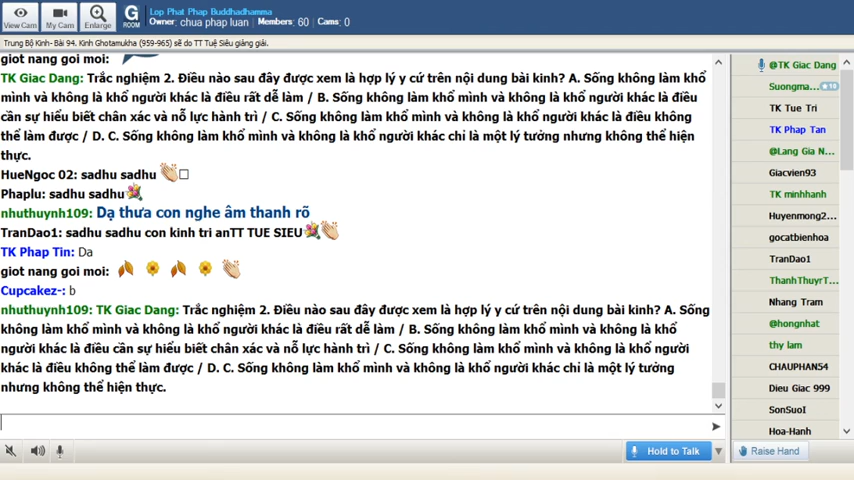 Lop Phat Phap Buddhadhamma
Owner: chua phap luan Members: 60 Cams: 0
View Cam
My Cam
Enlarge
G
ROOM
Trung Bộ Kinh- Bài 94. Kinh Ghotamukha (959-965) sẽ do TT Tuệ Siêu giảng giải.
giot nang goi moi:
TK Giac Dang: Trắc nghiệm 2. Điều nào sau đây được xem là hợp lý y cứ trên nội dung bài kinh? A. Sống không làm khổ
mình và không là khổ người khác là điều rất dễ làm / B. Sống không làm khổ mình và không là khổ người khác là điều
cần sự hiểu biết chân xác và nỗ lực hành trì / C. Sống không làm khổ mình và không là khổ người khác là điều không
thể làm được / D. C. Sống không làm khổ mình và không là khổ người khác chỉ là một lý tưởng nhưng không thể hiện
thực.
HueNgoc 02: sadhu sadhu
Phaplu: sadhu sadhu
nhuthuynh109: Dạ thưa con nghe âm thanh rõ
TranDao1: sadhu sadhu con kinh tri anTT TUE SIEU
TK Phap Tin: Da
giot nang goi moi:
Cupcakez-: b
nhuthuynh109: TK Giac Dang: Trắc nghiệm 2. Điều nào sau đây được xem là hợp lý y cứ trên nội dung bài kinh? A. Sống
không làm khổ mình và không là khổ người khác là điều rất dễ làm / B. Sống không làm khổ mình và không là khổ
người khác là điều cần sự hiểu biết chân xác và nỗ lực hành trì / C. Sống không làm khổ mình và không là khổ người
khác là điều không thể làm được / D. C. Sống không làm khổ mình và không là khổ người khác chỉ là một lý tưởng
nhưng không thể hiện thực.
Hold to Talk
@TK Giac Dang
Suongma...
18
TK Tue Tri
TK Phap Tan
@Lang Gia N...
Giacvien93
TK minhhanh
Huyenmong2...
gocatbienhoa
TranDao1
ThanhThuyrT...
Nhang Tram
@hongnhat
thy lam
CHAUPHAN54
Dieu Giac 999
SonSuoI
Hoa-Hanh
Raise Hand